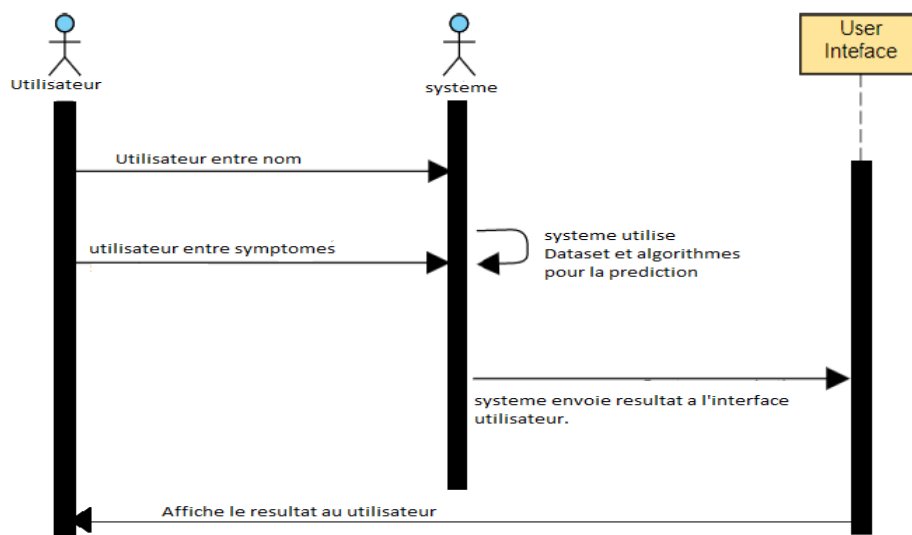 User
Inteface
Utilisateur
système
Utilisateur entre nom
utilisateur entre symptomes
systeme utilise
Dataset et algorithmes
pour la prediction
systeme envoie resultat a l'interface
utilisateur.
Affiche le resultat au utilisateur